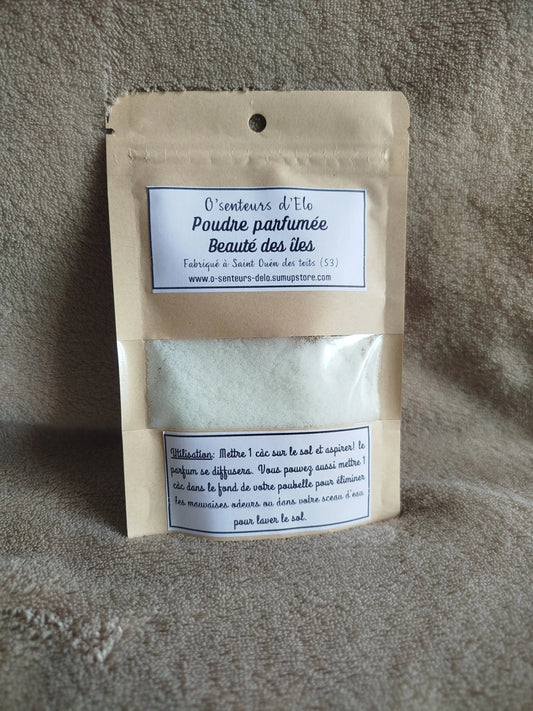 O'senteurs d'Elo
Poudre parfumée
Beauté des îles
Fabriqué à Saint Ouën des toits (53)
www.o-senteurs-delo.sumupstore.com
Utilisation: Mettre 1 càc sur le sol et aspirer! le
parfum se diffusera. Vous pouvez aussi mettre 1
càc dans le fond de votre poubelle pour éliminer
les mauvaises odeurs ou dans votre sceau d'eau
pour laver le sol.